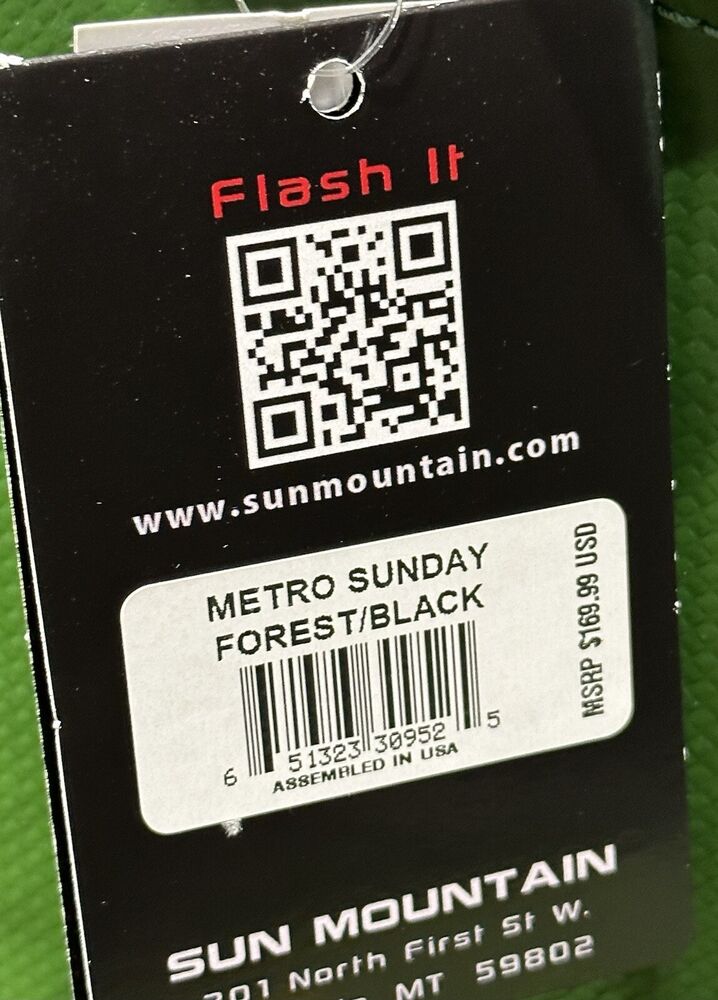 Flash It
www.sunmountain.com
METRO SUNDAY
FOREST/BLACK
MSRP $169.99 USD
6 51323 30952 5
ASSEMBLED IN USA
SUN MOUNTAIN
North First St W.
MT 59802